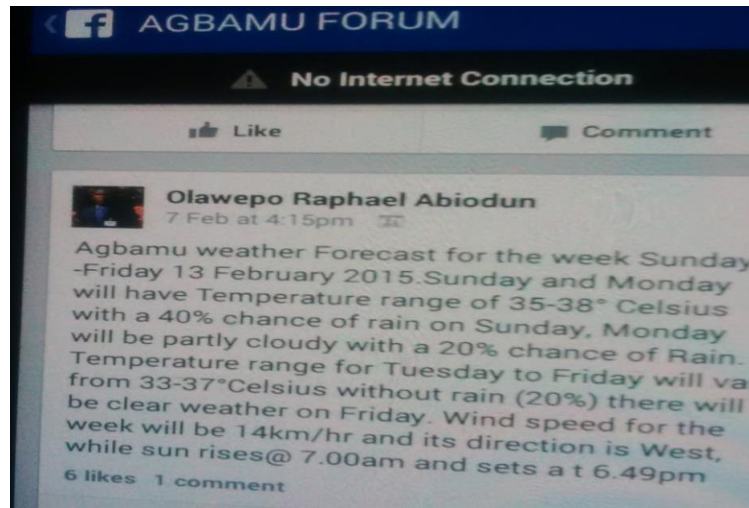 f AGBAMU FORUM
No Internet Connection
Like Comment
Olawepo Raphael Abiodun
7 Feb at 4:15pm
Agbamu weather Forecast for the week Sunday
-Friday 13 February 2015.Sunday and Monday
will have Temperature range of 35-38° Celsius
with a 40% chance of rain on Sunday, Monday
will be partly cloudy with a 20% chance of Rain.
Temperature range for Tuesday to Friday will va
from 33-37°Celsius without rain (20%) there will
be clear weather on Friday. Wind speed for the
week will be 14km/hr and its direction is West,
while sun rises@ 7.00am and sets a t 6.49pm
6 likes 1 comment